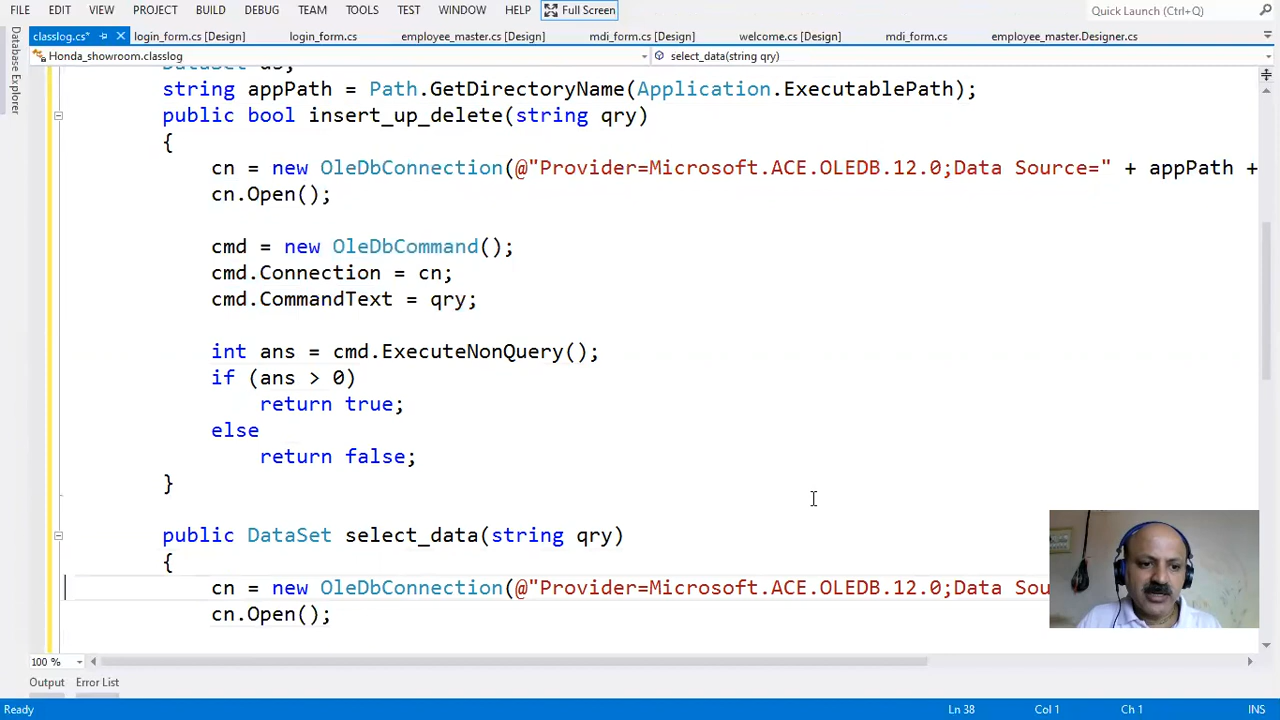 FILE EDIT VIEW PROJECT BUILD DEBUG TEAM TOOLS TEST WINDOW HELP Full Screen Quick Launch (Ctrl+Q)
classlog.cs* login_form.cs [Design] login_form.cs employee_master.cs [Design] mdi_form.cs [Design] welcome.cs [Design] mdi_form.cs employee_master.Designer.cs
Honda_showroom.classlog select_data(string qry)
Database Explorer
DataSet ds;
string appPath = Path.GetDirectoryName(Application.ExecutablePath);
public bool insert_up_delete(string qry)
{
cn = new OleDbConnection(@"Provider=Microsoft.ACE.OLEDB.12.0;Data Source=" + appPath +
cn.Open();
cmd = new OleDbCommand();
cmd.Connection = cn;
cmd.CommandText = qry;
int ans = cmd.ExecuteNonQuery();
if (ans > 0)
return true;
else
return false;
}
public DataSet select_data(string qry)
{
cn = new OleDbConnection(@"Provider=Microsoft.ACE.OLEDB.12.0;Data Sou
cn.Open();
100 %
Output Error List
Ready Ln 38 Col 1 Ch 1 INS